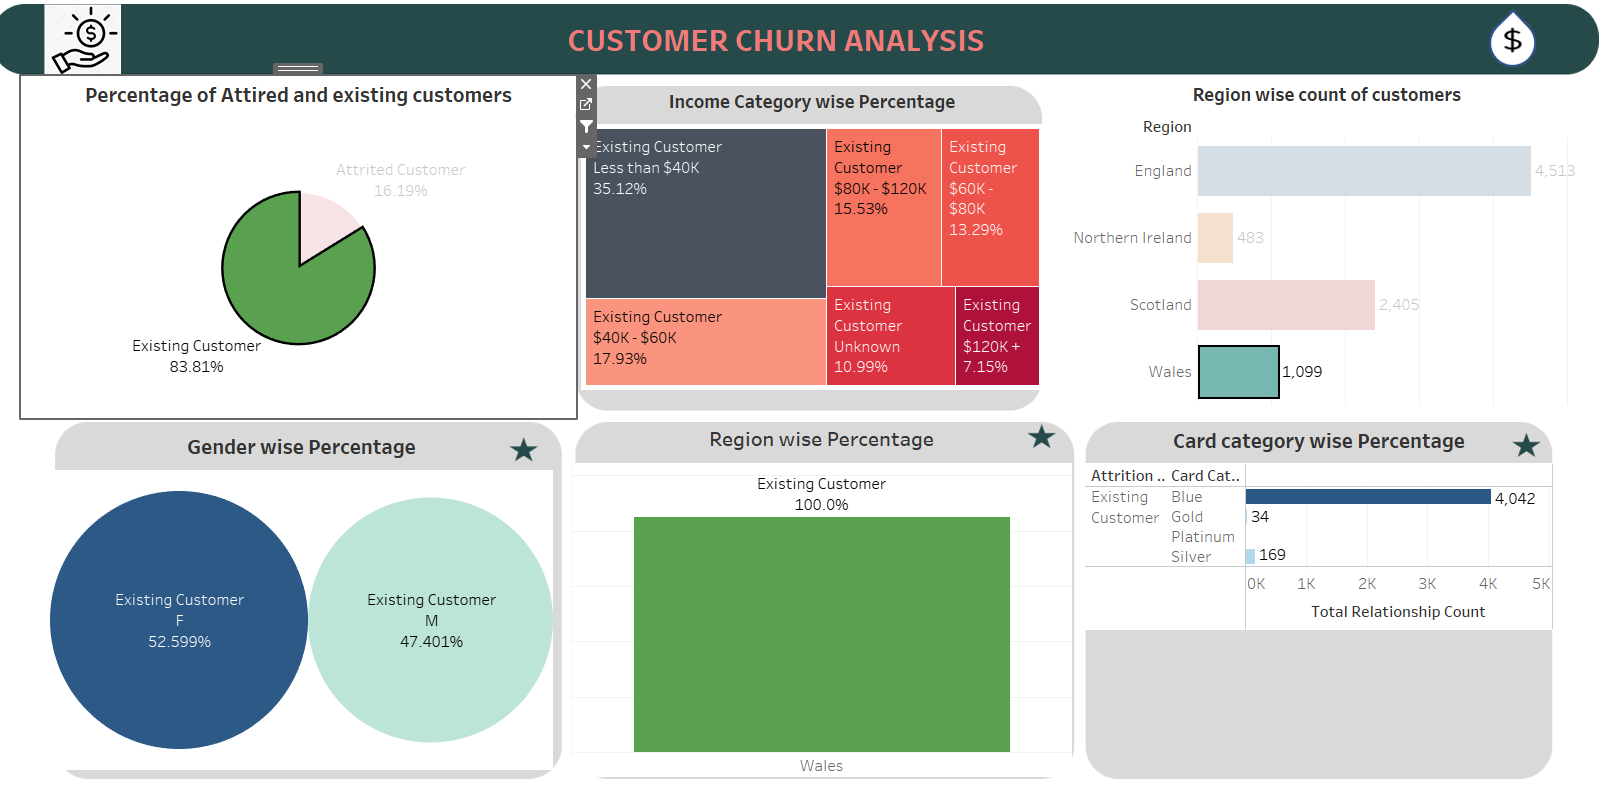 $
CUSTOMER CHURN ANALYSIS
$
Percentage of Attired and existing customers
Attrited Customer
16.19%
Existing Customer
83.81%
Income Category wise Percentage
Existing Customer
Less than $40K
35.12%
Existing
Customer
$80K - $120K
15.53%
Existing
Customer
$60K -
$80K
13.29%
Existing Customer
$40K - $60K
17.93%
Existing
Customer
Unknown
10.99%
Existing
Customer
$120K +
7.15%
Region wise count of customers
Region
England
4,513
Northern Ireland
483
Scotland
2,405
Wales
1,099
Gender wise Percentage
Existing Customer
F
52.599%
Existing Customer
M
47.401%
Region wise Percentage
Existing Customer
100.0%
Wales
Card category wise Percentage
Attrition .. Card Cat..
Existing
Customer
Blue
4,042
Gold
34
Platinum
Silver
169
0K 1K 2K 3K 4K 5K
Total Relationship Count